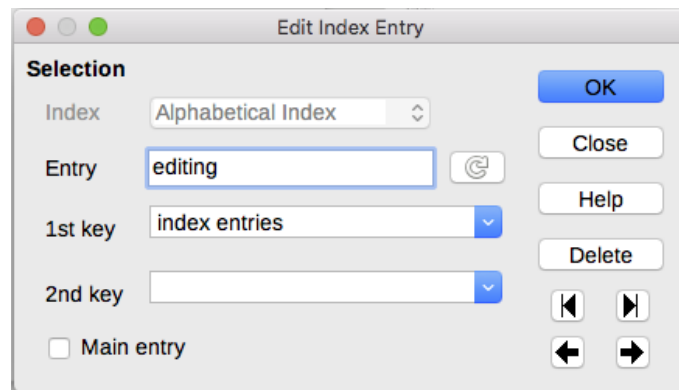 Edit Index Entry
Selection
OK
Index Alphabetical Index
Close
Entry editing
Help
1st key index entries
Delete
2nd key
Main entry